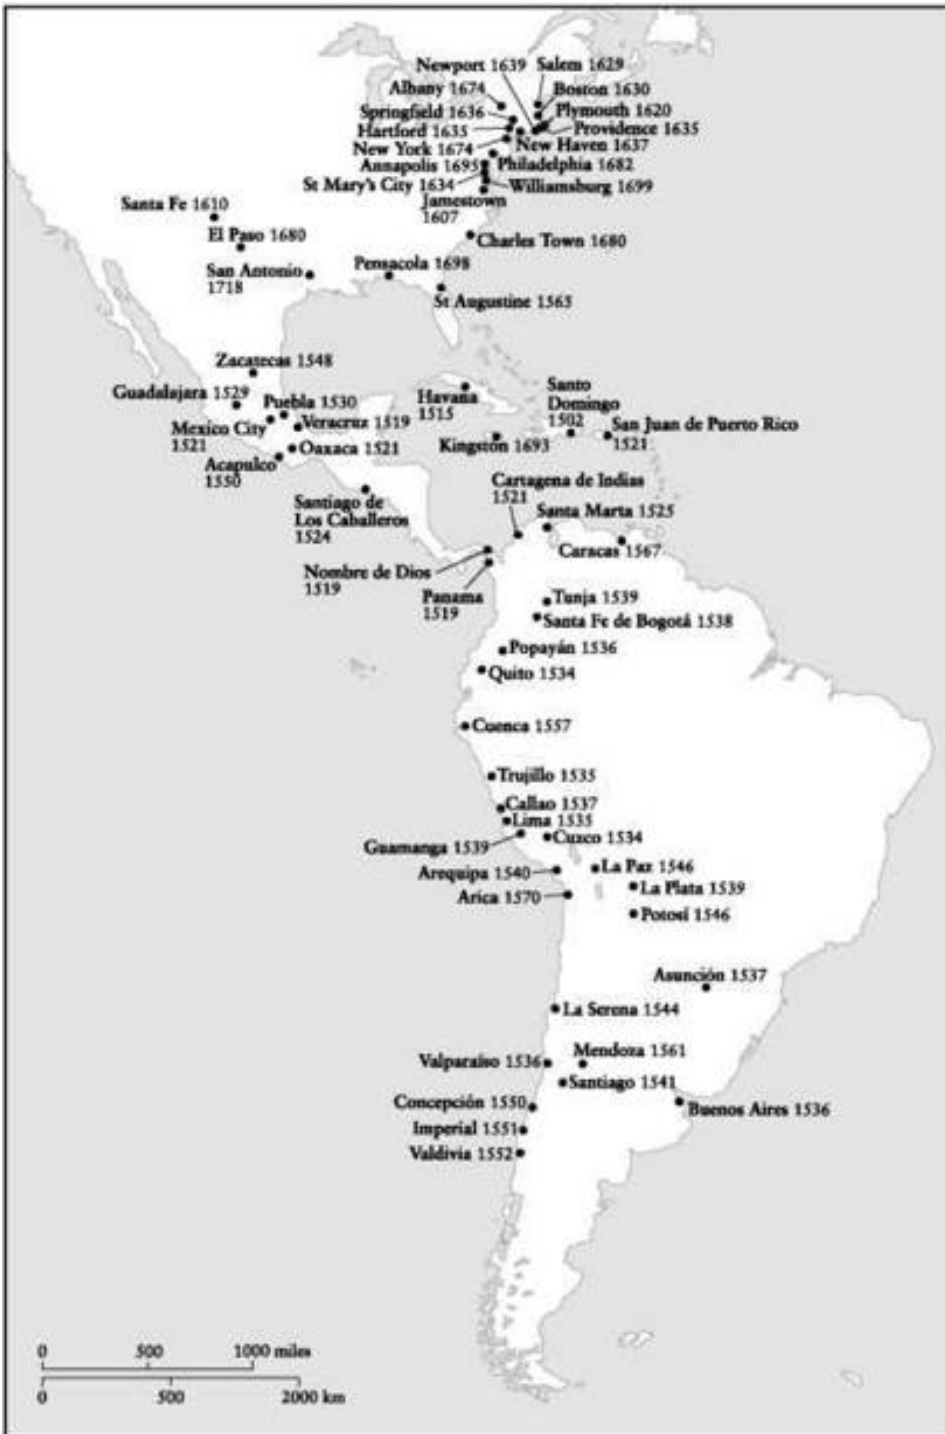 Newport 1639
Salem 1629
Albany 1674
Boston 1630
Springfield 1636
Plymouth 1620
Hartford 1635
Providence 1635
New York 1674
New Haven 1637
Annapolis 1695
Philadelphia 1682
St Mary's City 1634
Williamsburg 1699
Jamestown
1607
Santa Fe 1610
El Paso 1680
Charles Town 1680
San Antonio
1718
Pensacola 1698
St Augustine 1565
Zacatecas 1548
Guadalajara 1529
Puebla 1530
Havana
1515
Santo
Domingo
1502
San Juan de Puerto Rico
1521
Mexico City
1521
Veracruz 1519
Kingston 1693
Oaxaca 1521
Acapulco
1550
Cartagena de Indias
1521
Santiago de
Los Caballeros
1524
Santa Marta 1525
Caracas 1567
Nombre de Dios
1519
Panama
1519
Tunja 1539
Santa Fe de Bogotá 1538
Popayán 1536
Quito 1534
Cuenca 1557
Trujillo 1535
Callao 1537
Lima 1535
Guamanga 1539
Cuzco 1534
Arequipa 1540
La Paz 1546
La Plata 1539
Arica 1570
Potosí 1546
Asunción 1537
La Serena 1544
Valparaíso 1536
Mendoza 1561
Santiago 1541
Concepción 1550
Buenos Aires 1536
Imperial 1551
Valdivia 1552
0 500 1000 miles
0 500 2000 km